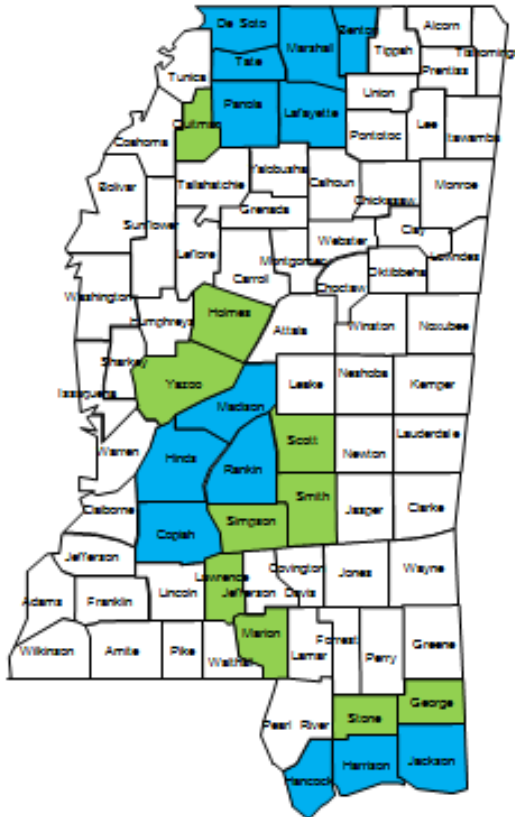 De Soto
Marshall
Benton
Tippah
Alcorn
Tishomingo
Prentiss
Tate
Tunica
Union
Panola
Lafayette
Quitman
Pontotoc
Lee
Itawamba
Coahoma
Yalobusha
Calhoun
Bolivar
Tallahatchie
Chickasaw
Monroe
Grenada
Sunflower
Webster
Clay
Leflore
Montgomery
Lowndes
Carroll
Oktibbeha
Choctaw
Washington
Holmes
Humphreys
Attala
Winston
Noxubee
Sharkey
Issaquena
Yazoo
Leake
Neshoba
Kemper
Madison
Scott
Lauderdale
Warren
Hinds
Rankin
Newton
Claiborne
Smith
Simpson
Jasper
Clarke
Copiah
Jefferson
Covington
Wayne
Lawrence
Jones
Lincoln
Jefferson Davis
Adams
Franklin
Marion
Forrest
Greene
Wilkinson
Amite
Pike
Walthall
Lamar
Perry
George
Pearl River
Stone
Hancock
Harrison
Jackson